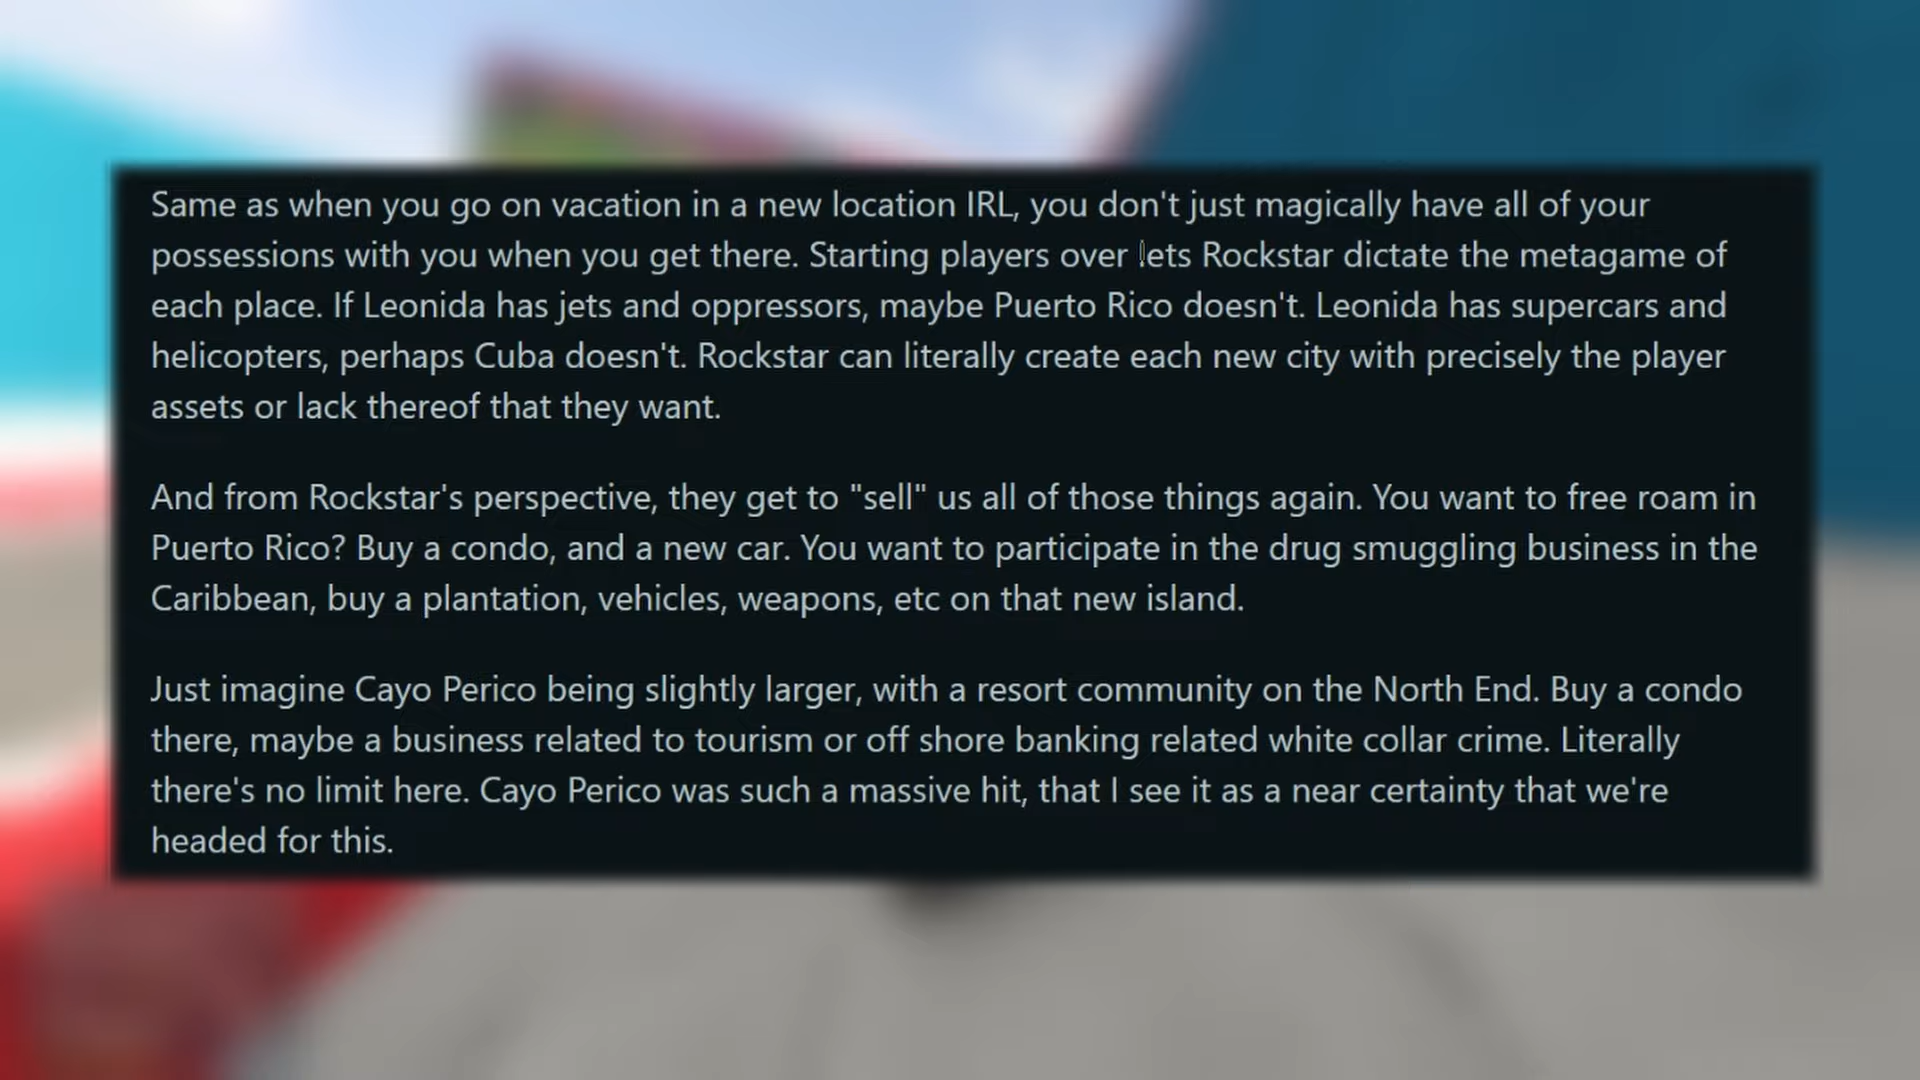 Same as when you go on vacation in a new location IRL, you don't just magically have all of your
possessions with you when you get there. Starting players over lets Rockstar dictate the metagame of
each place. If Leonida has jets and oppressors, maybe Puerto Rico doesn't. Leonida has supercars and
helicopters, perhaps Cuba doesn't. Rockstar can literally create each new city with precisely the player
assets or lack thereof that they want.
And from Rockstar's perspective, they get to "sell" us all of those things again. You want to free roam in
Puerto Rico? Buy a condo, and a new car. You want to participate in the drug smuggling business in the
Caribbean, buy a plantation, vehicles, weapons, etc on that new island.
Just imagine Cayo Perico being slightly larger, with a resort community on the North End. Buy a condo
there, maybe a business related to tourism or off shore banking related white collar crime. Literally
there's no limit here. Cayo Perico was such a massive hit, that I see it as a near certainty that we're
headed for this.